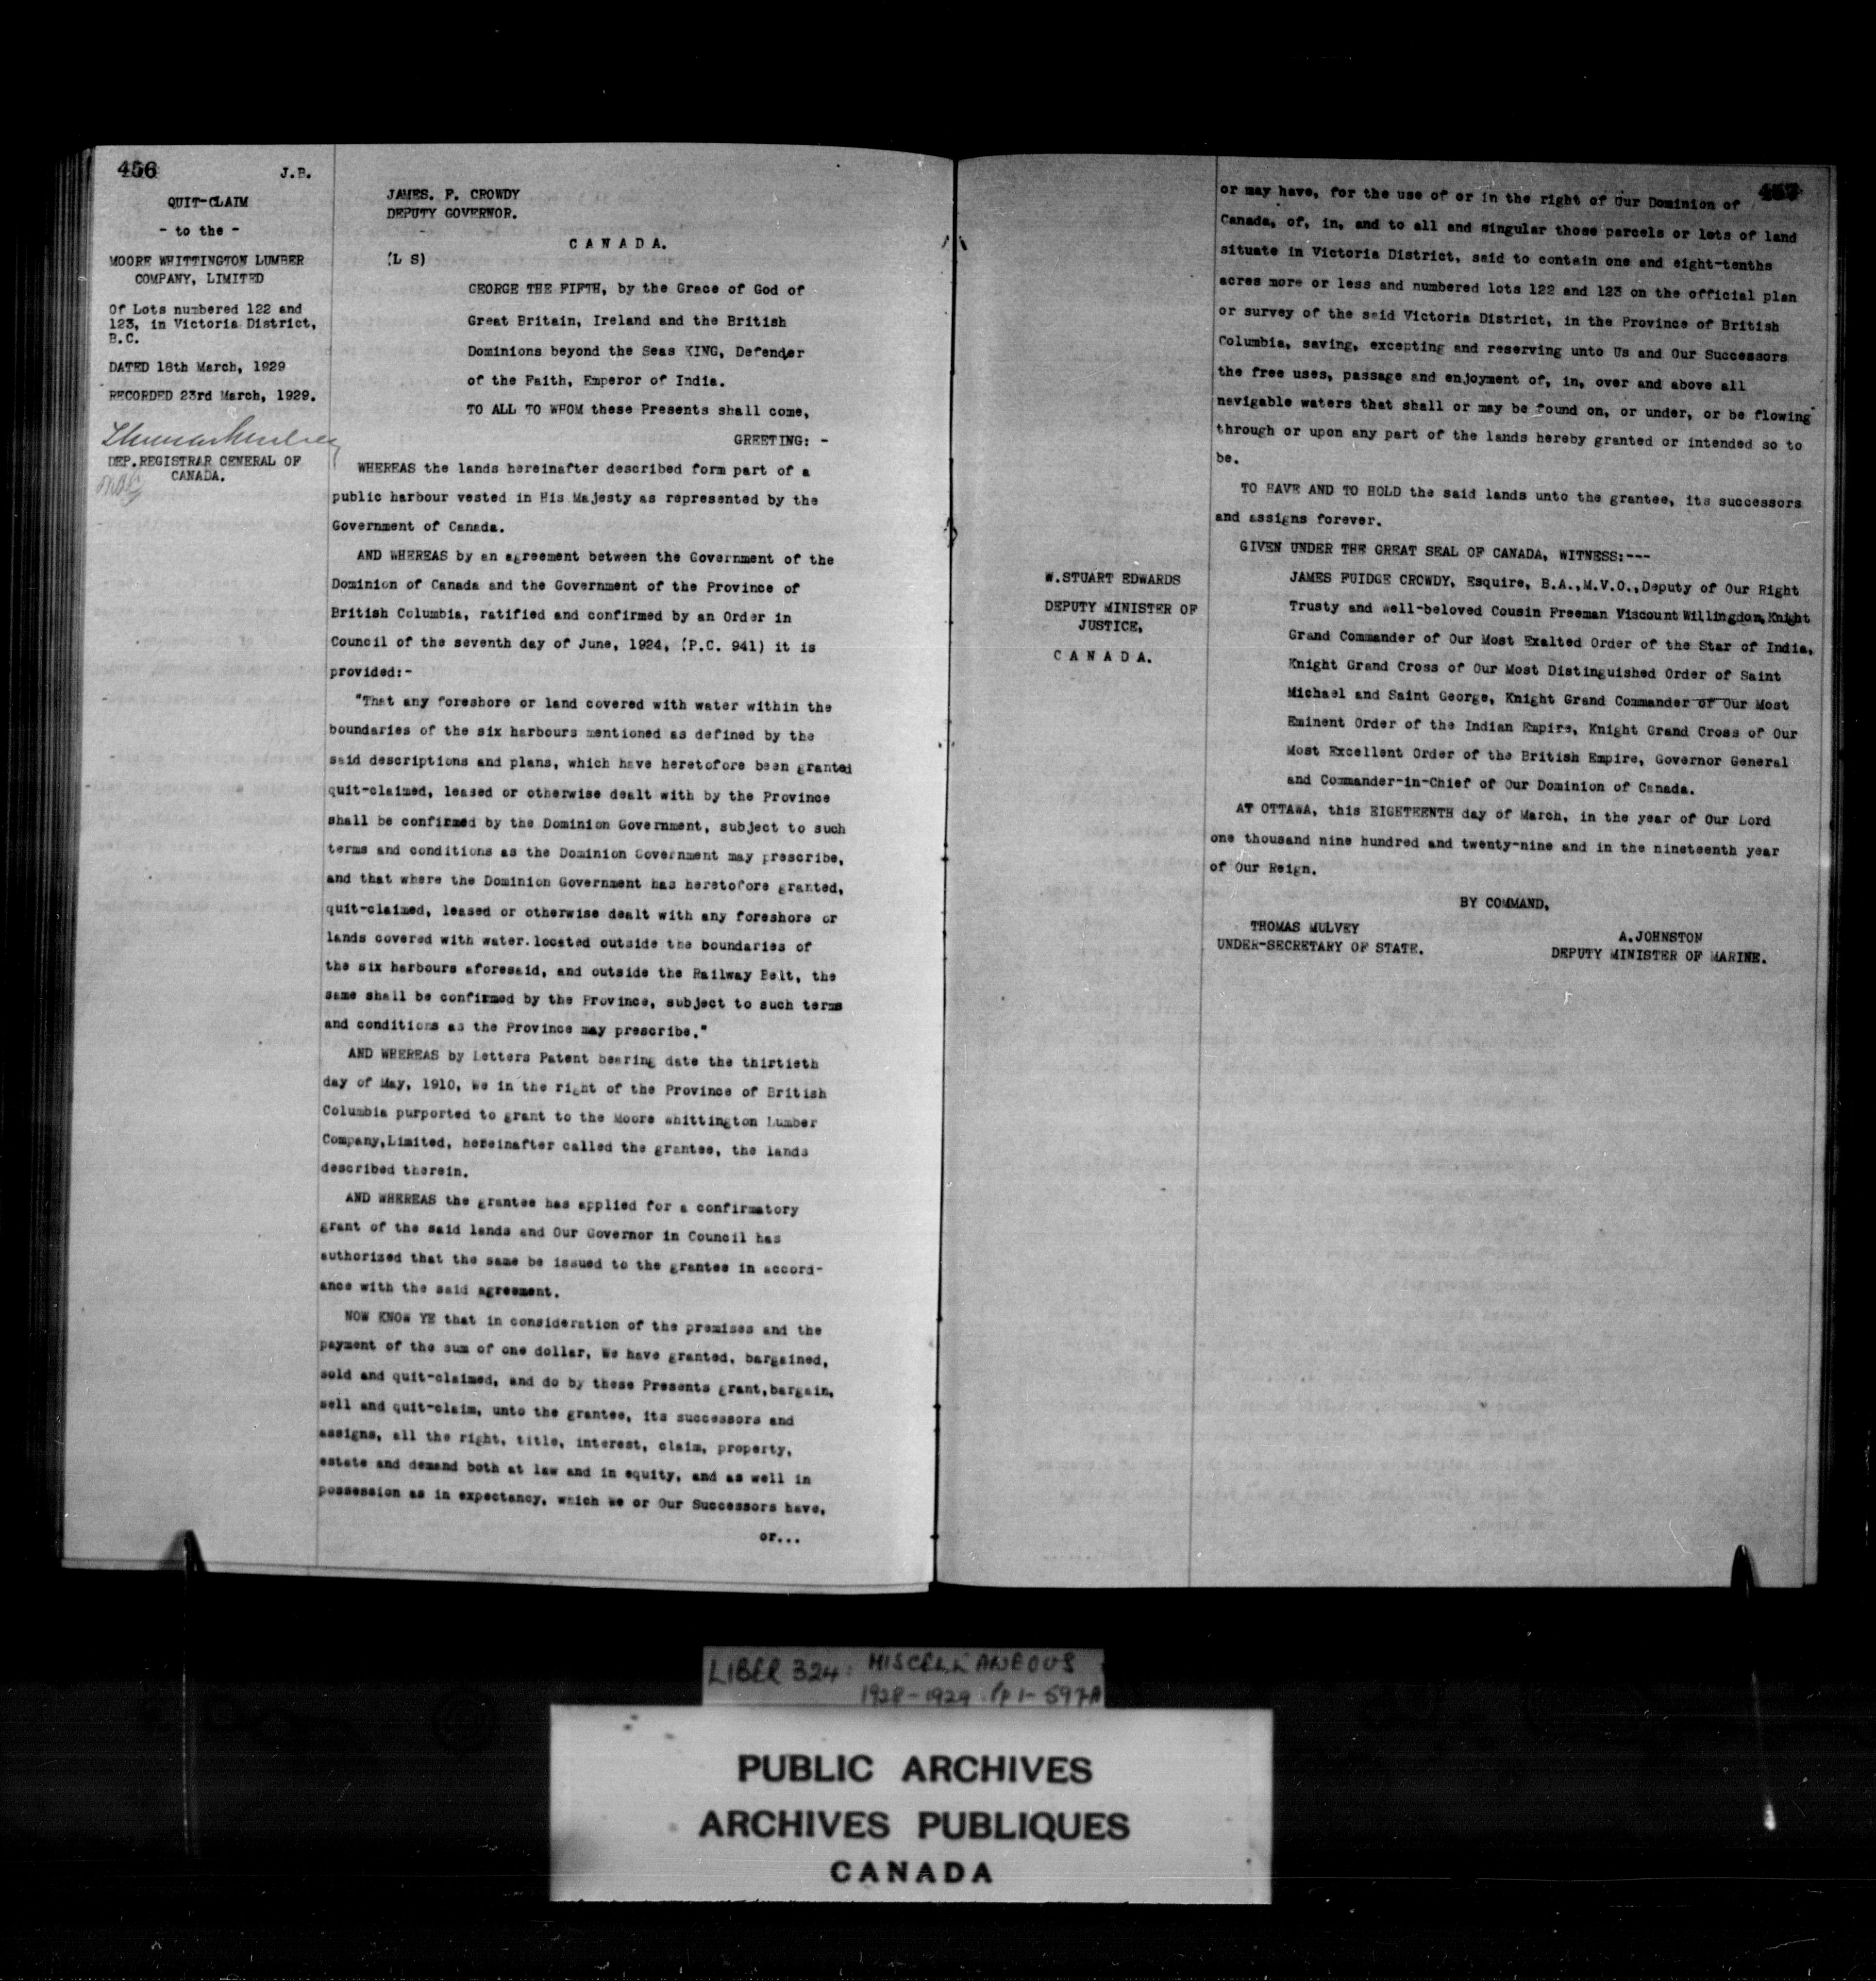 456
J.B.
QUIT-CLAIM
- to the -
MOORE WHITTINGTON LUMBER
COMPANY, LIMITED
Of Lots numbered 122 and
123, in Victoria District,
B.C.
DATED 18th March, 1929
RECORDED 23rd March, 1929.
DEP.REGISTRAR GENERAL OF
CANADA.
JAMES. F. CROWDY
DEPUTY GOVERNOR.
C A N A D A.
(L S)
GEORGE THE FIFTH, by the Grace of God of
Great Britain, Ireland and the British
Dominions beyond the Seas KING, Defender
of the Faith, Emperor of India.
TO ALL TO WHOM these Presents shall come,
GREETING: -
WHEREAS the lands hereinafter described form part of a
public harbour vested in His Majesty as represented by the
Government of Canada.
AND WHEREAS by an agreement between the Government of the
Dominion of Canada and the Government of the Province of
British Columbia, ratified and confirmed by an Order in
Council of the seventh day of June, 1924, (P.C. 941) it is
provided:-
"That any foreshore or land covered with water within the
boundaries of the six harbours mentioned as defined by the
said descriptions and plans, which have heretofore been granted
quit-claimed, leased or otherwise dealt with by the Province
shall be confirmed by the Dominion Government, subject to such
terms and conditions as the Dominion Government may prescribe,
and that where the Dominion Government has heretofore granted,
quit-claimed, leased or otherwise dealt with any foreshore or
lands covered with water.located outside the boundaries of
the six harbours aforesaid, and outside the Railway Belt, the
same shall be confirmed by the Province, subject to such terms
and conditions as the Province may prescribe."
AND WHEREAS by Letters Patent bearing date the thirtieth
day of May, 1910, We in the right of the Province of British
Columbia purported to grant to the Moore Whittington Lumber
Company,Limited, hereinafter called the grantee, the lands
described therein.
AND WHEREAS the grantee has applied for a confirmatory
grant of the said lands and Our Governor in Council has
authorized that the same be issued to the grantee in accord-
ance with the said agreement.
NOW KNOW YE that in consideration of the premises and the
payment of the sum of one dollar, We have granted, bargained,
sold and quit-claimed, and do by these Presents grant,bargain,
sell and quit-claim, unto the grantee, its successors and
assigns, all the right, title, interest, claim, property,
estate and demand both at law and in equity, and as well in
possession as in expectancy, which We or Our Successors have,
or...
457
or may have, for the use of or in the right of Our Dominion of
Canada, of, in, and to all and singular those parcels or lots of land
situate in Victoria District, said to contain one and eight-tenths
acres more or less and numbered lots 122 and 123 on the official plan
or survey of the said Victoria District, in the Province of British
Columbia, saving, excepting and reserving unto Us and Our Successors
the free uses, passage and enjoyment of, in, over and above all
navigable waters that shall or may be found on, or under, or be flowing
through or upon any part of the lands hereby granted or intended so to
be.
TO HAVE AND TO HOLD the said lands unto the grantee, its successors
and assigns forever.
GIVEN UNDER THE GREAT SEAL OF CANADA, WITNESS:---
W.STUART EDWARDS
DEPUTY MINISTER OF
JUSTICE,
C A N A D A.
JAMES FUIDGE CROWDY, Esquire, B.A.,M.V.O.,Deputy of Our Right
Trusty and well-beloved Cousin Freeman Viscount Willingdon,Knight
Grand Commander of Our Most Exalted Order of the Star of India,
Knight Grand Cross of Our Most Distinguished Order of Saint
Michael and Saint George, Knight Grand Commander of Our Most
Eminent Order of the Indian Empire, Knight Grand Cross of Our
Most Excellent Order of the British Empire, Governor General
and Commander-in-Chief of Our Dominion of Canada.
AT OTTAWA, this EIGHTEENTH day of March, in the year of Our Lord
one thousand nine hundred and twenty-nine and in the nineteenth year
of Our Reign.
BY COMMAND,
THOMAS MULVEY
UNDER-SECRETARY OF STATE.
A.JOHNSTON
DEPUTY MINISTER OF MARINE.
LIBER 324: MISCELLANEOUS
1928-1929 Pp 1-597A
PUBLIC ARCHIVES
ARCHIVES PUBLIQUES
CANADA